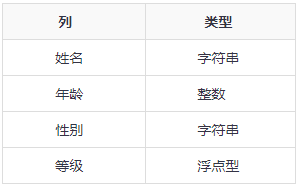 列 类型
姓名 字符串
年龄 整数
性别 字符串
等级 浮点型